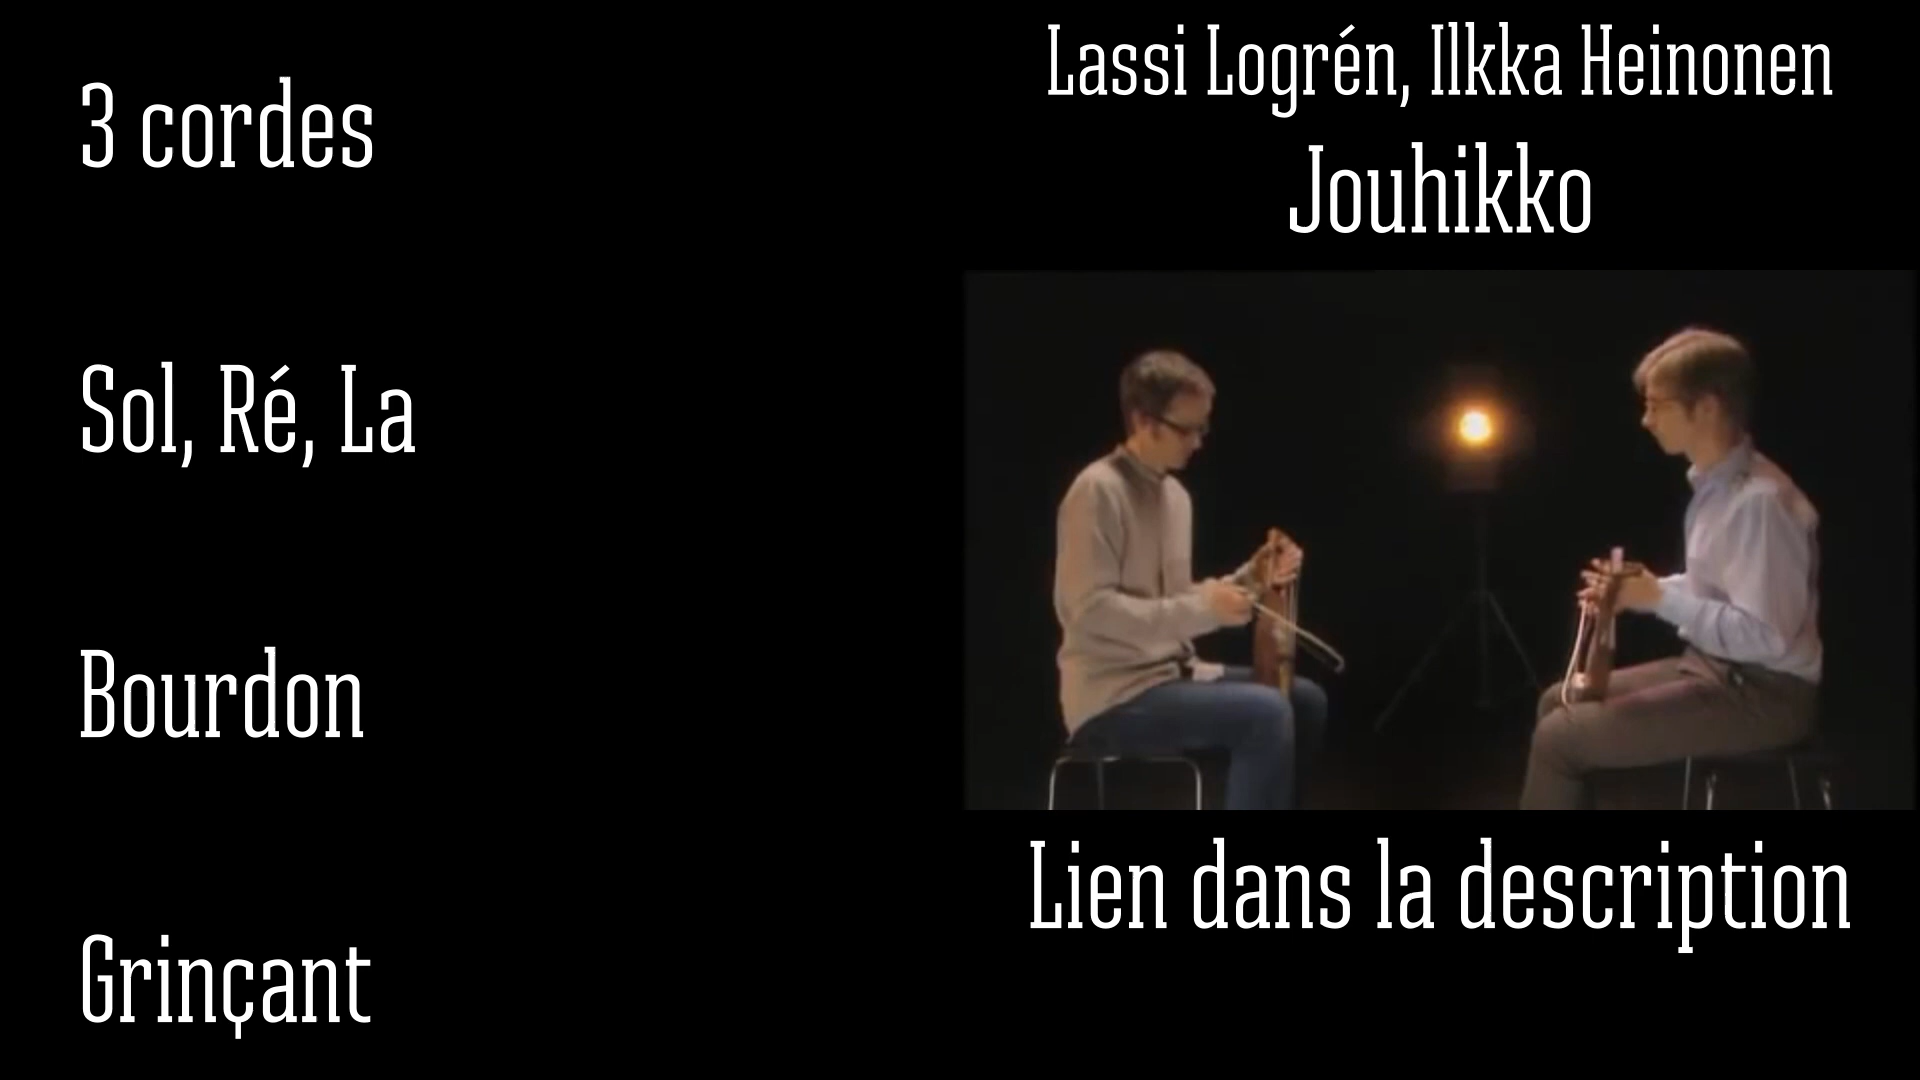 3 cordes
Sol, Ré, La
Bourdon
Grinçant
Lassi Logrén, Ilkka Heinonen
Jouhikko
Lien dans la description